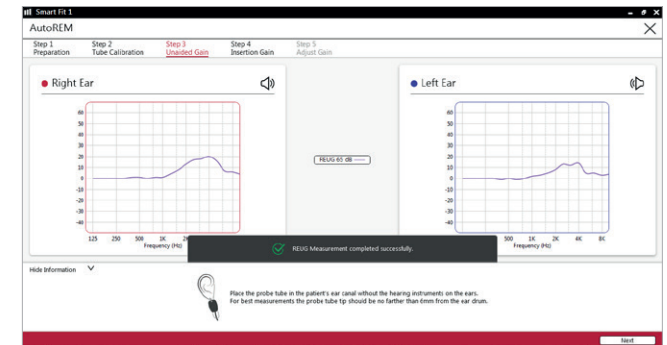 Smart Fit 1
AutoREM
Step 1
Preparation
Step 2
Tube Calibration
Step 3
Unaided Gain
Step 4
Insertion Gain
Step 5
Adjust Gain
Right Ear
60
50
40
30
20
10
0
-10
-20
-30
-40
125 250 500 1K
Frequency (Hz)
REUG 65 dB
Left Ear
60
50
40
30
20
10
0
-10
-20
-30
-40
500 1K 2K 4K 8K
Frequency (Hz)
REUG Measurement completed successfully.
Hide Information
Place the probe tube in the patient's ear canal without the hearing instruments on the ears.
For best measurements the probe tube tip should be no farther than 6mm from the ear drum.
Next